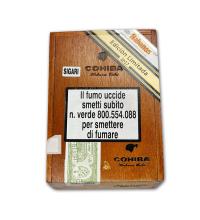 Habanos
Edición Limitada
SIGARI
COHIBA
Habana Cuba
Il fumo uccide
smetti subito
n. verde 800.554.088
per smettere
di fumare
COHIBA
Habana Cuba